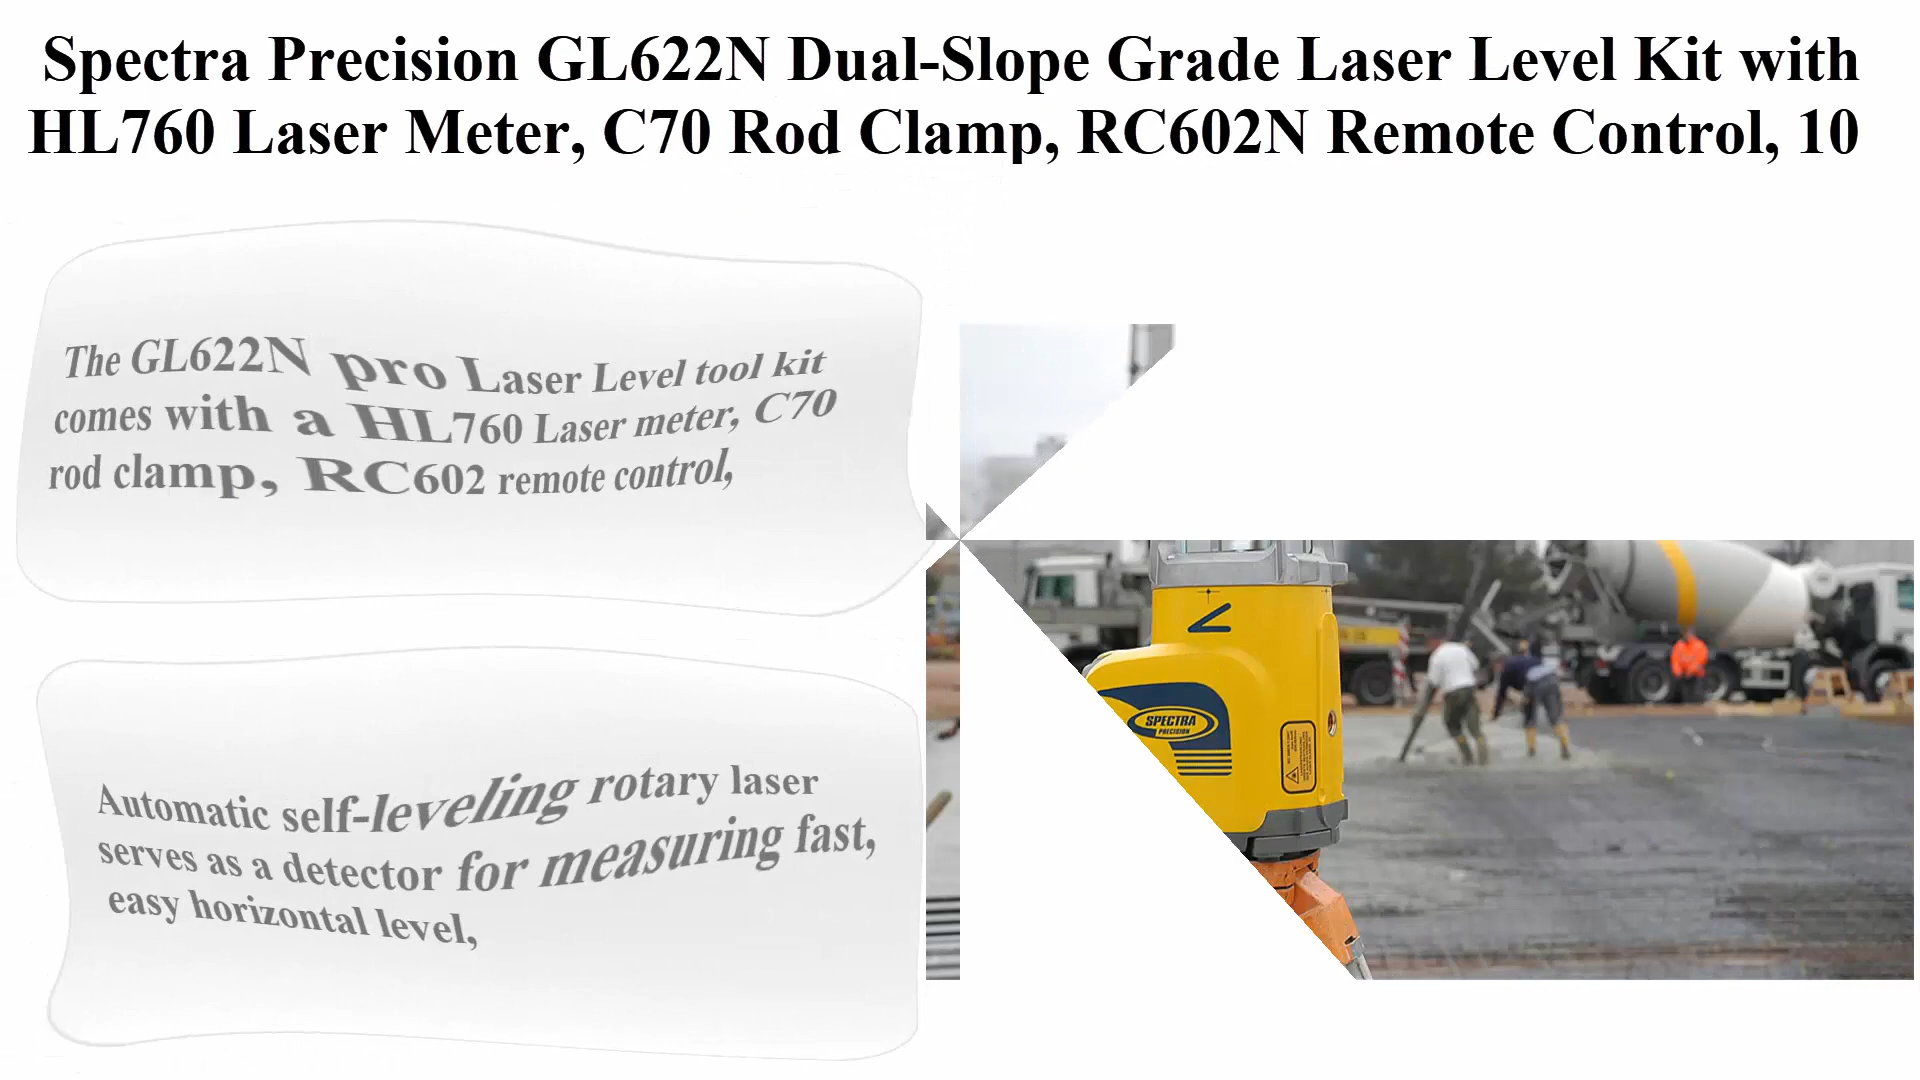 Spectra Precision GL622N Dual-Slope Grade Laser Level Kit with
HL760 Laser Meter, C70 Rod Clamp, RC602N Remote Control, 10
The GL622N pro Laser Level tool kit
comes with a HL760 Laser meter, C70
rod clamp, RC602 remote control,
SPECTRA
PRECISION
Automatic self-leveling rotary laser
serves as a detector for measuring fast,
easy horizontal level,